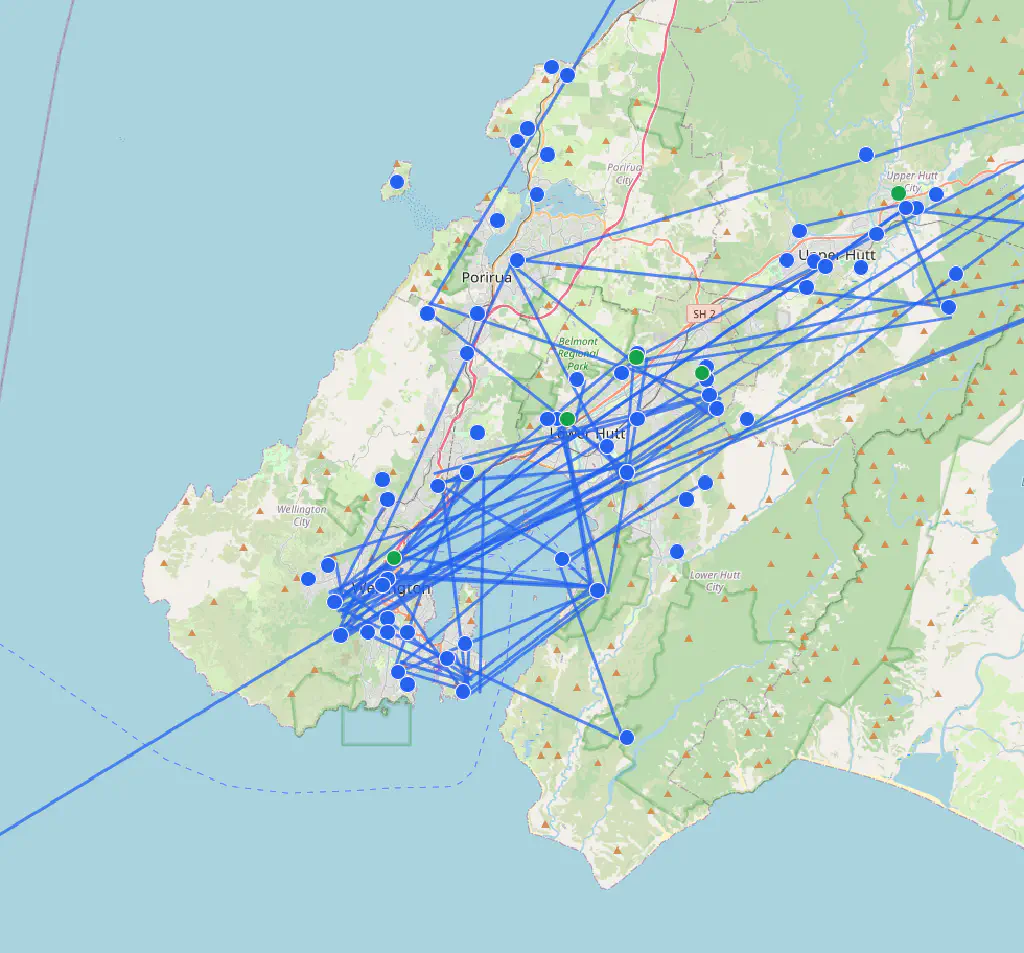 Porirua
City
Upper Hutt
City
Upper Hutt
Porirua
SH 2
Belmont
Regional
Park
Lower Hutt
Wellington
City
Wellington
Lower Hutt
City